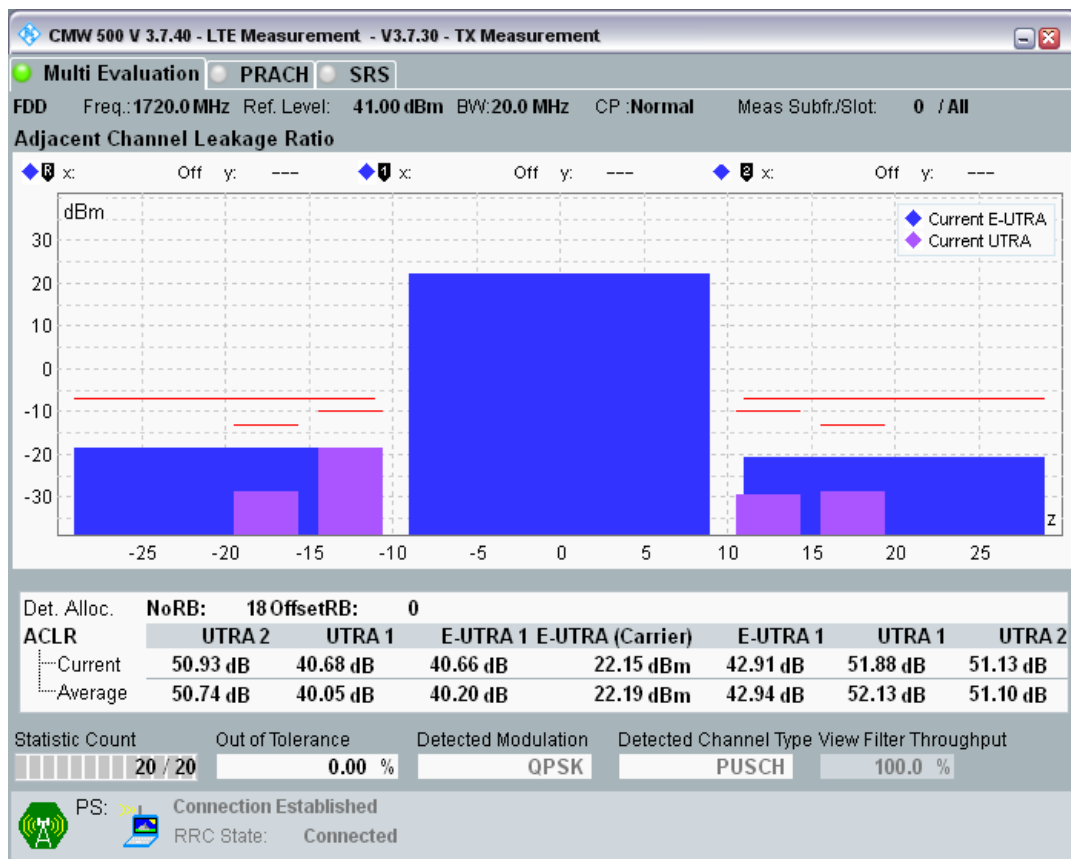 CMW 500 V 3.7.40 - LTE Measurement - V3.7.30 - TX Measurement
Multi Evaluation PRACH SRS
FDD Freq.:1720.0 MHz Ref. Level: 41.00 dBm BW:20.0 MHz CP :Normal Meas Subfr./Slot: 0 / All
Adjacent Channel Leakage Ratio
R x: Off y: --- 1 x: Off y: --- 2 x: Off y: ---
dBm
Current E-UTRA
Current UTRA
30
20
10
0
-10
-20
-30
z
-25 -20 -15 -10 -5 0 5 10 15 20 25
Det. Alloc. NoRB: 18 OffsetRB: 0
ACLR UTRA 2 UTRA 1 E-UTRA 1 E-UTRA (Carrier) E-UTRA 1 UTRA 1 UTRA 2
Current 50.93 dB 40.68 dB 40.66 dB 22.15 dBm 42.91 dB 51.88 dB 51.13 dB
Average 50.74 dB 40.05 dB 40.20 dB 22.19 dBm 42.94 dB 52.13 dB 51.10 dB
Statistic Count Out of Tolerance Detected Modulation Detected Channel Type View Filter Throughput
20 / 20 0.00 % QPSK PUSCH 100.0 %
PS: Connection Established
RRC State: Connected